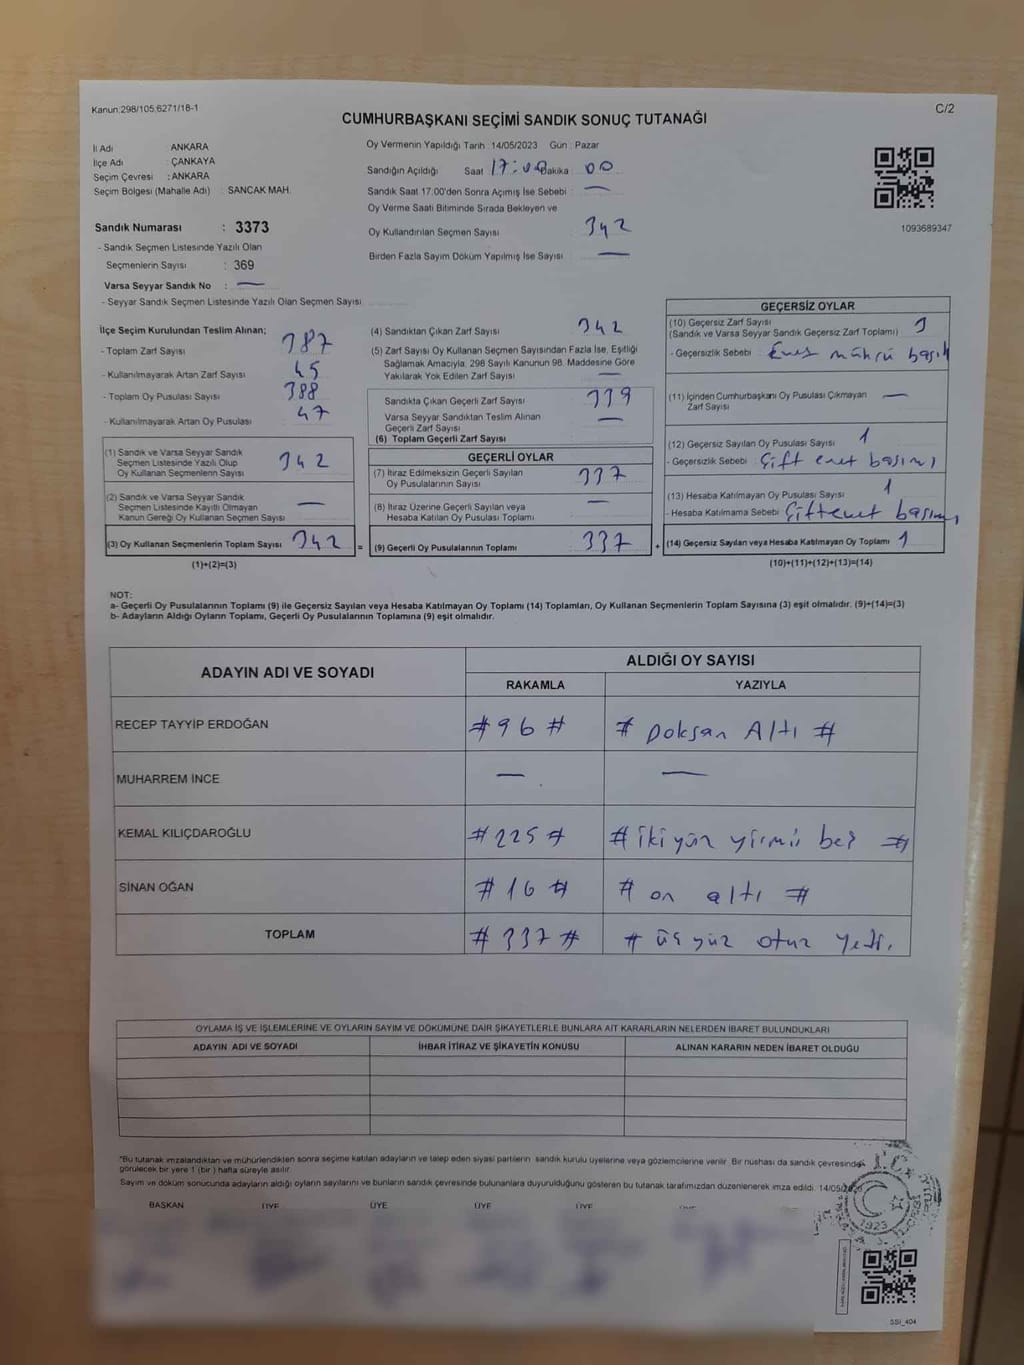 Kanun:298/105,6271/18-1
C/2
CUMHURBAŞKANI SEÇİMİ SANDIK SONUÇ TUTANAĞI
İl Adı ANKARA
İlçe Adı : ÇANKAYA
Seçim Çevresi : ANKARA
Seçim Bölgesi (Mahalle Adı) : SANCAK MAH.
Oy Vermenin Yapıldığı Tarih :14/05/2023 Gün : Pazar
Sandığın Açıldığı Saat 17:00 Dakika 00
Sandık Saat 17.00'den Sonra Açımış İse Sebebi : —
Oy Verme Saati Bitiminde Sırada Bekleyen ve
Oy Kullandırılan Seçmen Sayısı : 342
Birden Fazla Sayım Döküm Yapılmış İse Sayısı —
1093689347
Sandık Numarası : 3373
- Sandık Seçmen Listesinde Yazılı Olan
Seçmenlerin Sayısı : 369
Varsa Seyyar Sandık No : —
- Seyyar Sandık Seçmen Listesinde Yazılı Olan Seçmen Sayısı
İlçe Seçim Kurulundan Teslim Alınan;
- Toplam Zarf Sayısı 387
- Kullanılmayarak Artan Zarf Sayısı 45
- Toplam Oy Pusulası Sayısı 388
- Kullanılmayarak Artan Oy Pusulası 47
(1) Sandık ve Varsa Seyyar Sandık
Seçmen Listesinde Yazılı Olup
Oy Kullanan Seçmenlerin Sayısı 342
(2) Sandık ve Varsa Seyyar Sandık
Seçmen Listesinde Kayıtlı Olmayan
Kanun Gereği Oy Kullanan Seçmen Sayısı —
(3) Oy Kullanan Seçmenlerin Toplam Sayısı 342 =
(1)+(2)=(3)
(4) Sandıktan Çıkan Zarf Sayısı 342
(5) Zarf Sayısı Oy Kullanan Seçmen Sayısından Fazla İse, Eşitliği
Sağlamak Amacıyla, 298 Sayılı Kanunun 98. Maddesine Göre
Yakılarak Yok Edilen Zarf Sayısı —
Sandıkta Çıkan Geçerli Zarf Sayısı 339
Varsa Seyyar Sandıktan Teslim Alınan
Geçerli Zarf Sayısı —
(6) Toplam Geçerli Zarf Sayısı
GEÇERLİ OYLAR
(7) İtiraz Edilmeksizin Geçerli Sayılan
Oy Pusulalarının Sayısı 337
(8) İtiraz Üzerine Geçerli Sayılan veya
Hesaba Katılan Oy Pusulası Toplamı —
(9) Geçerli Oy Pusulalarının Toplamı 337 +
GEÇERSİZ OYLAR
(10) Geçersiz Zarf Sayısı
(Sandık ve Varsa Seyyar Sandık Geçersiz Zarf Toplamı) 3
- Geçersizlik Sebebi Evet mührü basılı
(11) İçinden Cumhurbaşkanı Oy Pusulası Çıkmayan
Zarf Sayısı —
(12) Geçersiz Sayılan Oy Pusulası Sayısı 1
- Geçersizlik Sebebi Çift evet basımı
(13) Hesaba Katılmayan Oy Pusulası Sayısı 1
- Hesaba Katılmama Sebebi Çift evet basımı
(14) Geçersiz Sayılan veya Hesaba Katılmayan Oy Toplamı 1
(10)+(11)+(12)+(13)=(14)
NOT:
a- Geçerli Oy Pusulalarının Toplamı (9) ile Geçersiz Sayılan veya Hesaba Katılmayan Oy Toplamı (14) Toplamları, Oy Kullanan Seçmenlerin Toplam Sayısına (3) eşit olmalıdır. (9)+(14)=(3)
b- Adayların Aldığı Oyların Toplamı, Geçerli Oy Pusulalarının Toplamına (9) eşit olmalıdır.
ADAYIN ADI VE SOYADI
ALDIĞI OY SAYISI
RAKAMLA YAZIYLA
RECEP TAYYİP ERDOĞAN #96# # Doksan Altı #
MUHARREM İNCE — —
KEMAL KILIÇDAROĞLU #225# # iki yüz yirmi beş #
SİNAN OĞAN #16# # on altı #
TOPLAM #337# # üç yüz otuz yedi.
OYLAMA İŞ VE İŞLEMLERİNE VE OYLARIN SAYIM VE DÖKÜMÜNE DAİR ŞİKAYETLERLE BUNLARA AİT KARARLARIN NELERDEN İBARET BULUNDUKLARI
ADAYIN ADI VE SOYADI İHBAR İTİRAZ VE ŞİKAYETİN KONUSU ALINAN KARARIN NEDEN İBARET OLDUĞU
"Bu tutanak imzalandıktan ve mühürlendikten sonra seçime katılan adayların ve talep eden siyasi partilerin sandık kurulu üyelerine veya gözlemcilerine verilir. Bir nüshası da sandık çevresinde
görülecek bir yere 1 (bir) hafta süreyle asılır.
Sayım ve döküm sonucunda adayların aldığı oyların sayılarını ve bunların sandık çevresinde bulunanlara duyurulduğunu gösteren bu tutanak tarafımızdan düzenlenerek imza edildi. 14/05/2023
BAŞKAN ÜYE ÜYE ÜYE ÜYE
T.C.
1923
SSI_404